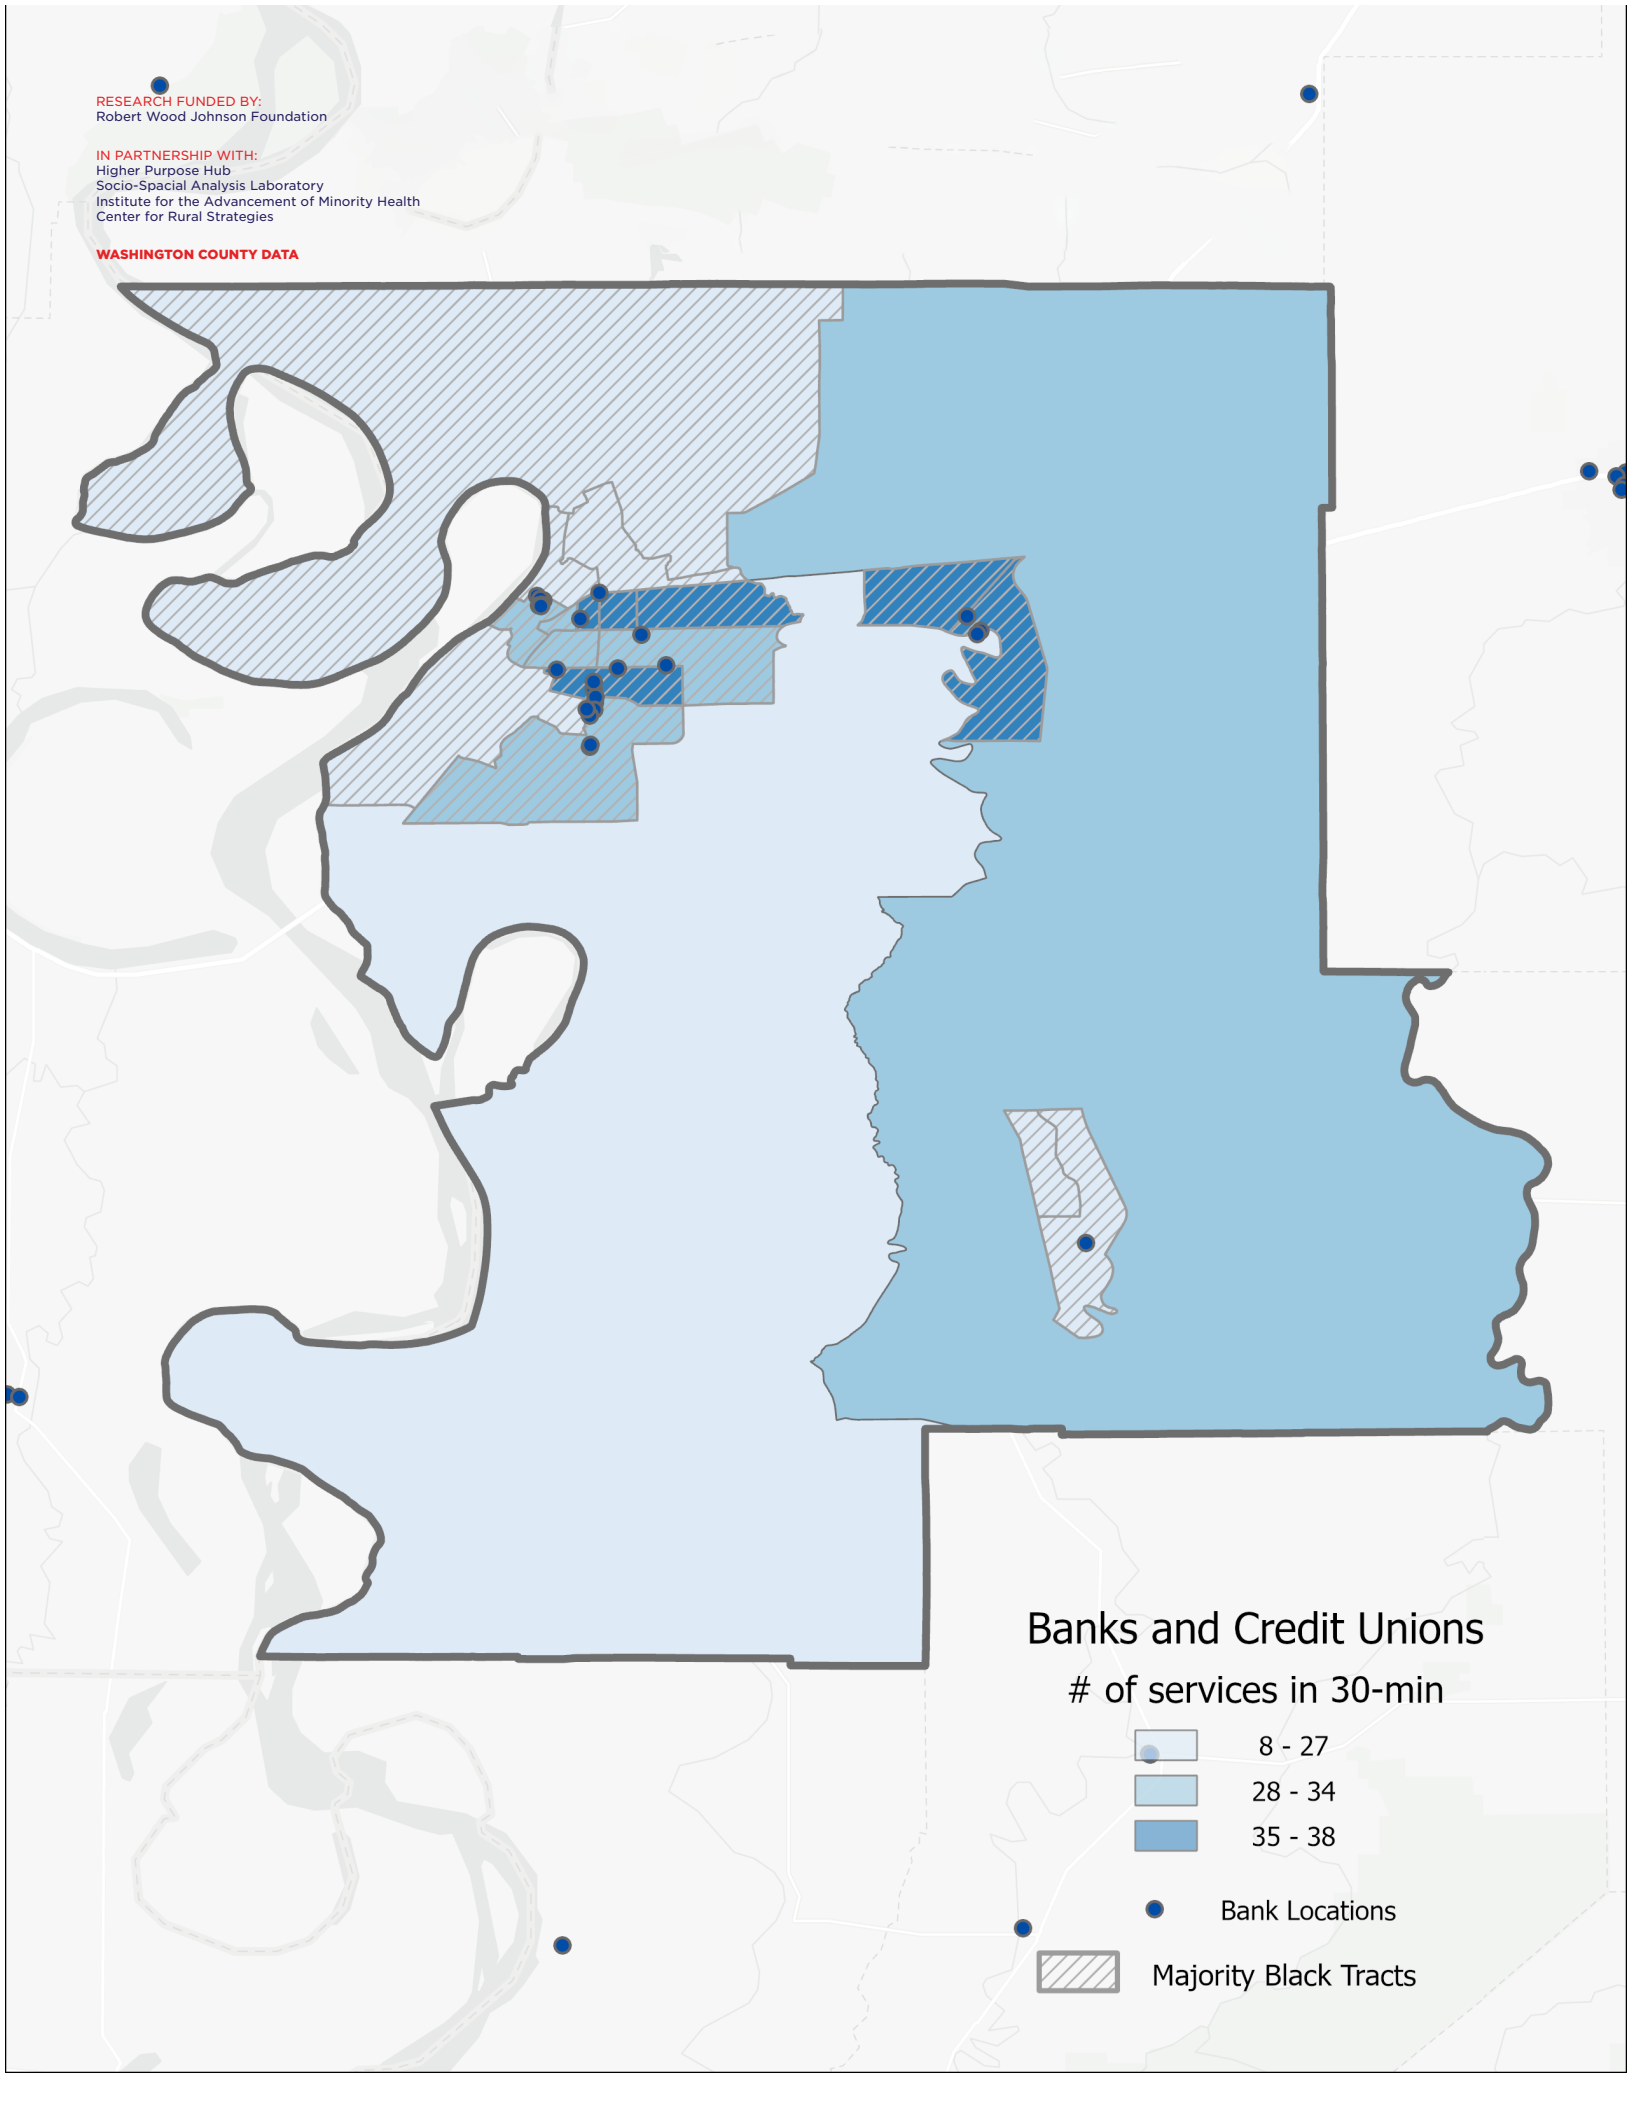 RESEARCH FUNDED BY:
Robert Wood Johnson Foundation
IN PARTNERSHIP WITH:
Higher Purpose Hub
Socio-Spacial Analysis Laboratory
Institute for the Advancement of Minority Health
Center for Rural Strategies
WASHINGTON COUNTY DATA
Banks and Credit Unions
# of services in 30-min
8 - 27
28 - 34
35 - 38
Bank Locations
Majority Black Tracts